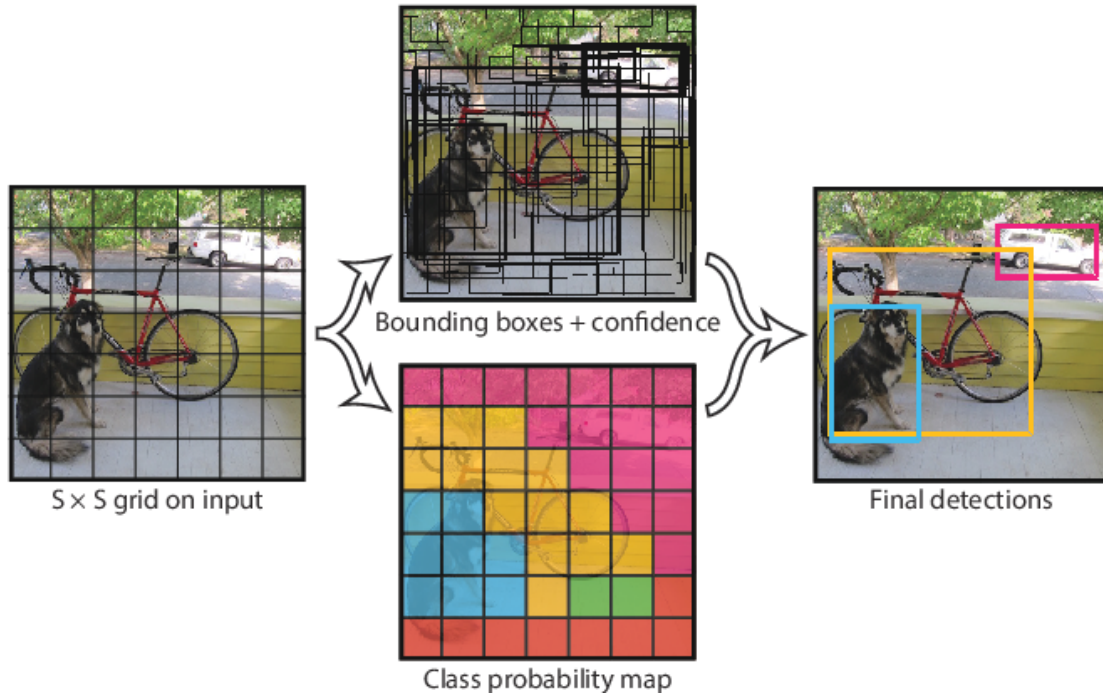 Bounding boxes + confidence
S × S grid on input
Final detections
Class probability map